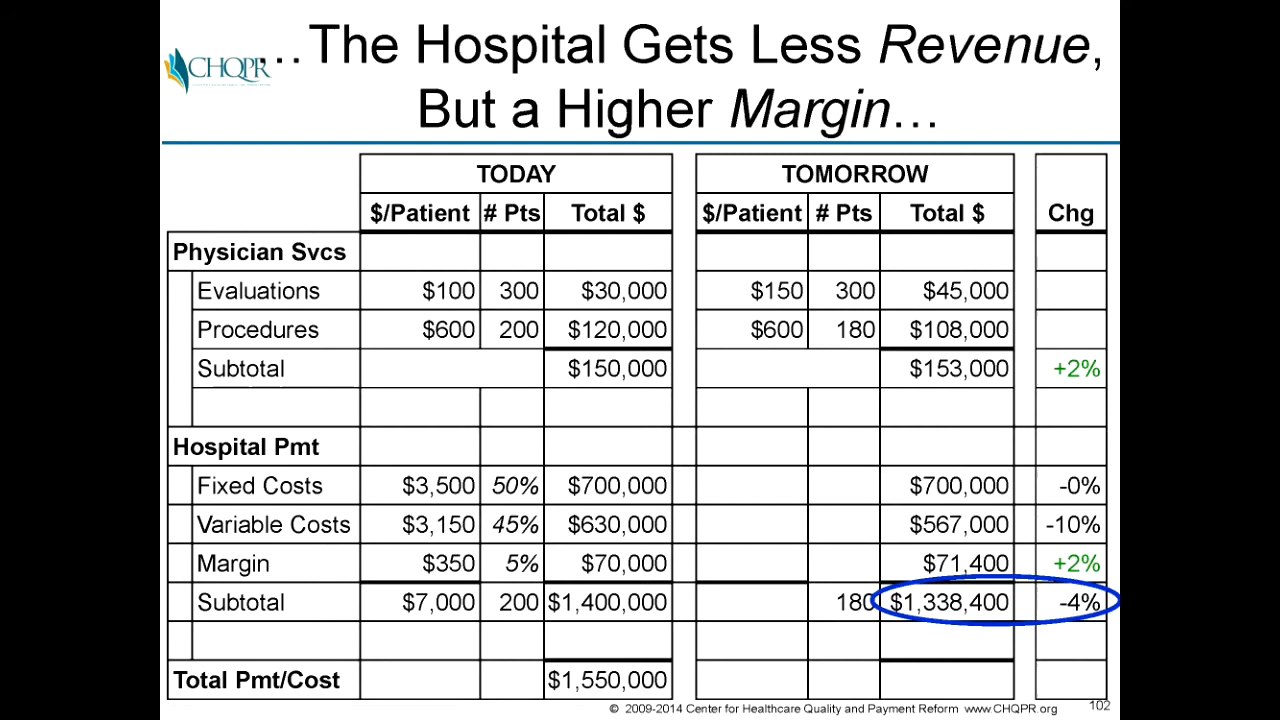 …The Hospital Gets Less Revenue,
But a Higher Margin…
CHQPR
TODAY TOMORROW
$/Patient # Pts Total $ $/Patient # Pts Total $ Chg
Physician Svcs
Evaluations $100 300 $30,000 $150 300 $45,000
Procedures $600 200 $120,000 $600 180 $108,000
Subtotal $150,000 $153,000 +2%
Hospital Pmt
Fixed Costs $3,500 50% $700,000 $700,000 -0%
Variable Costs $3,150 45% $630,000 $567,000 -10%
Margin $350 5% $70,000 $71,400 +2%
Subtotal $7,000 200 $1,400,000 180 $1,338,400 -4%
Total Pmt/Cost $1,550,000
© 2009-2014 Center for Healthcare Quality and Payment Reform www.CHQPR.org 102